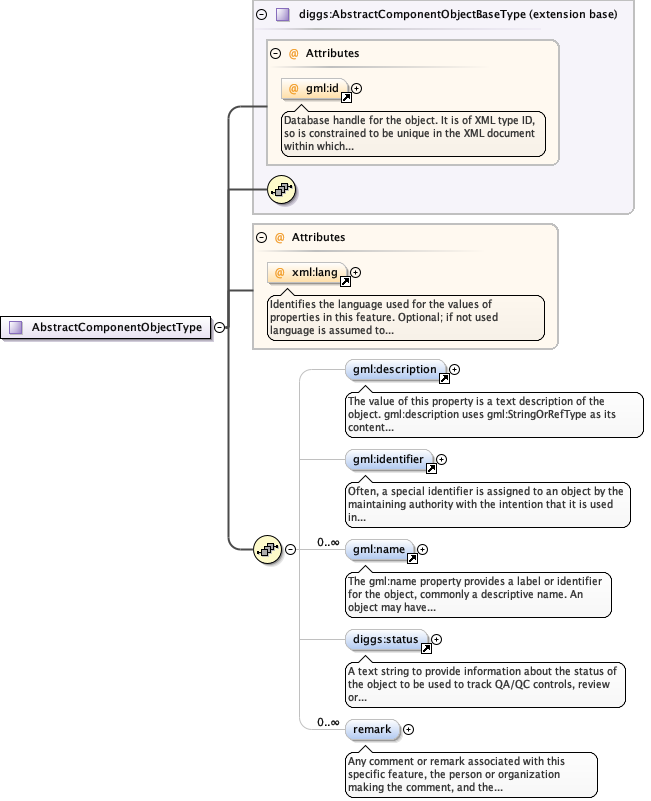 diggs:AbstractComponentObjectBaseType (extension base)
@ Attributes
@ gml:id
Database handle for the object. It is of XML type ID,
so is constrained to be unique in the XML document
within which...
@ Attributes
@ xml:lang
Identifies the language used for the values of
properties in this feature. Optional; if not used
language is assumed to...
AbstractComponentObjectType
gml:description
The value of this property is a text description of the
object. gml:description uses gml:StringOrRefType as its
content...
gml:identifier
Often, a special identifier is assigned to an object by the
maintaining authority with the intention that it is used
in...
0..∞
gml:name
The gml:name property provides a label or identifier
for the object, commonly a descriptive name. An
object may have...
diggs:status
A text string to provide information about the status of
the object to be used to track QA/QC controls, review
or...
0..∞
remark
Any comment or remark associated with this
specific feature, the person or organization
making the comment, and the...